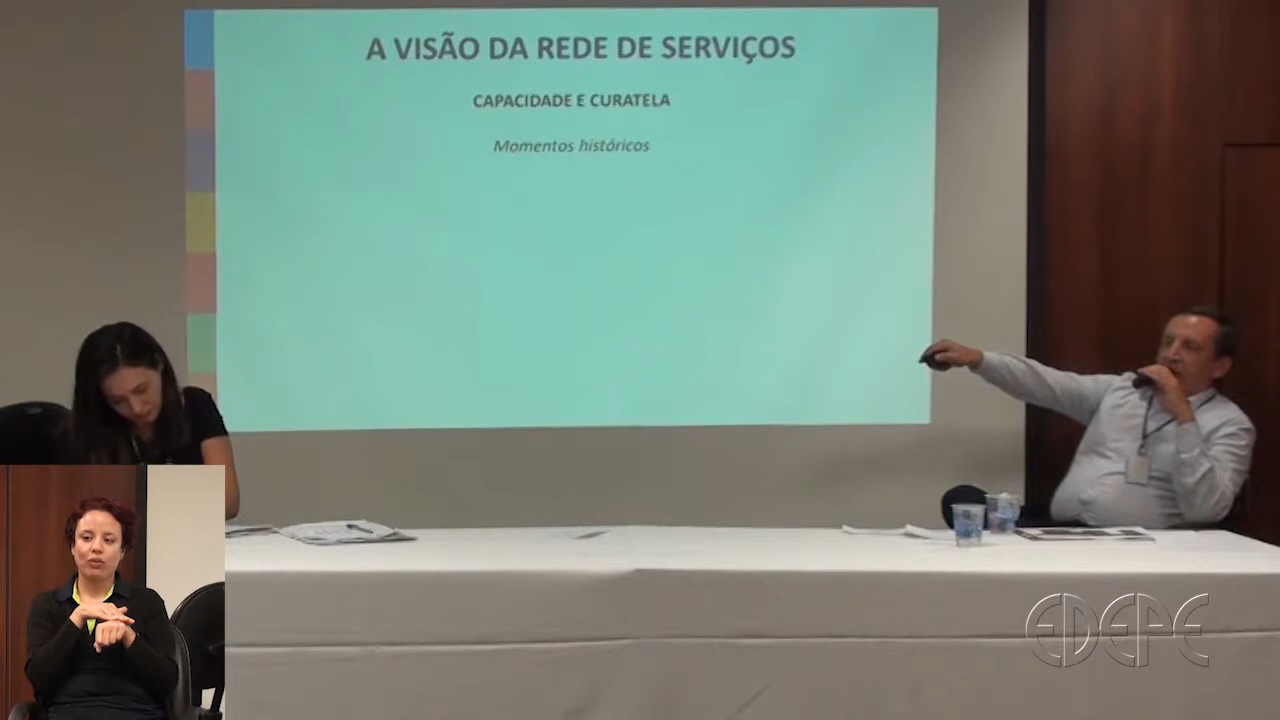 A VISÃO DA REDE DE SERVIÇOS
CAPACIDADE E CURATELA
Momentos históricos
EDEPE